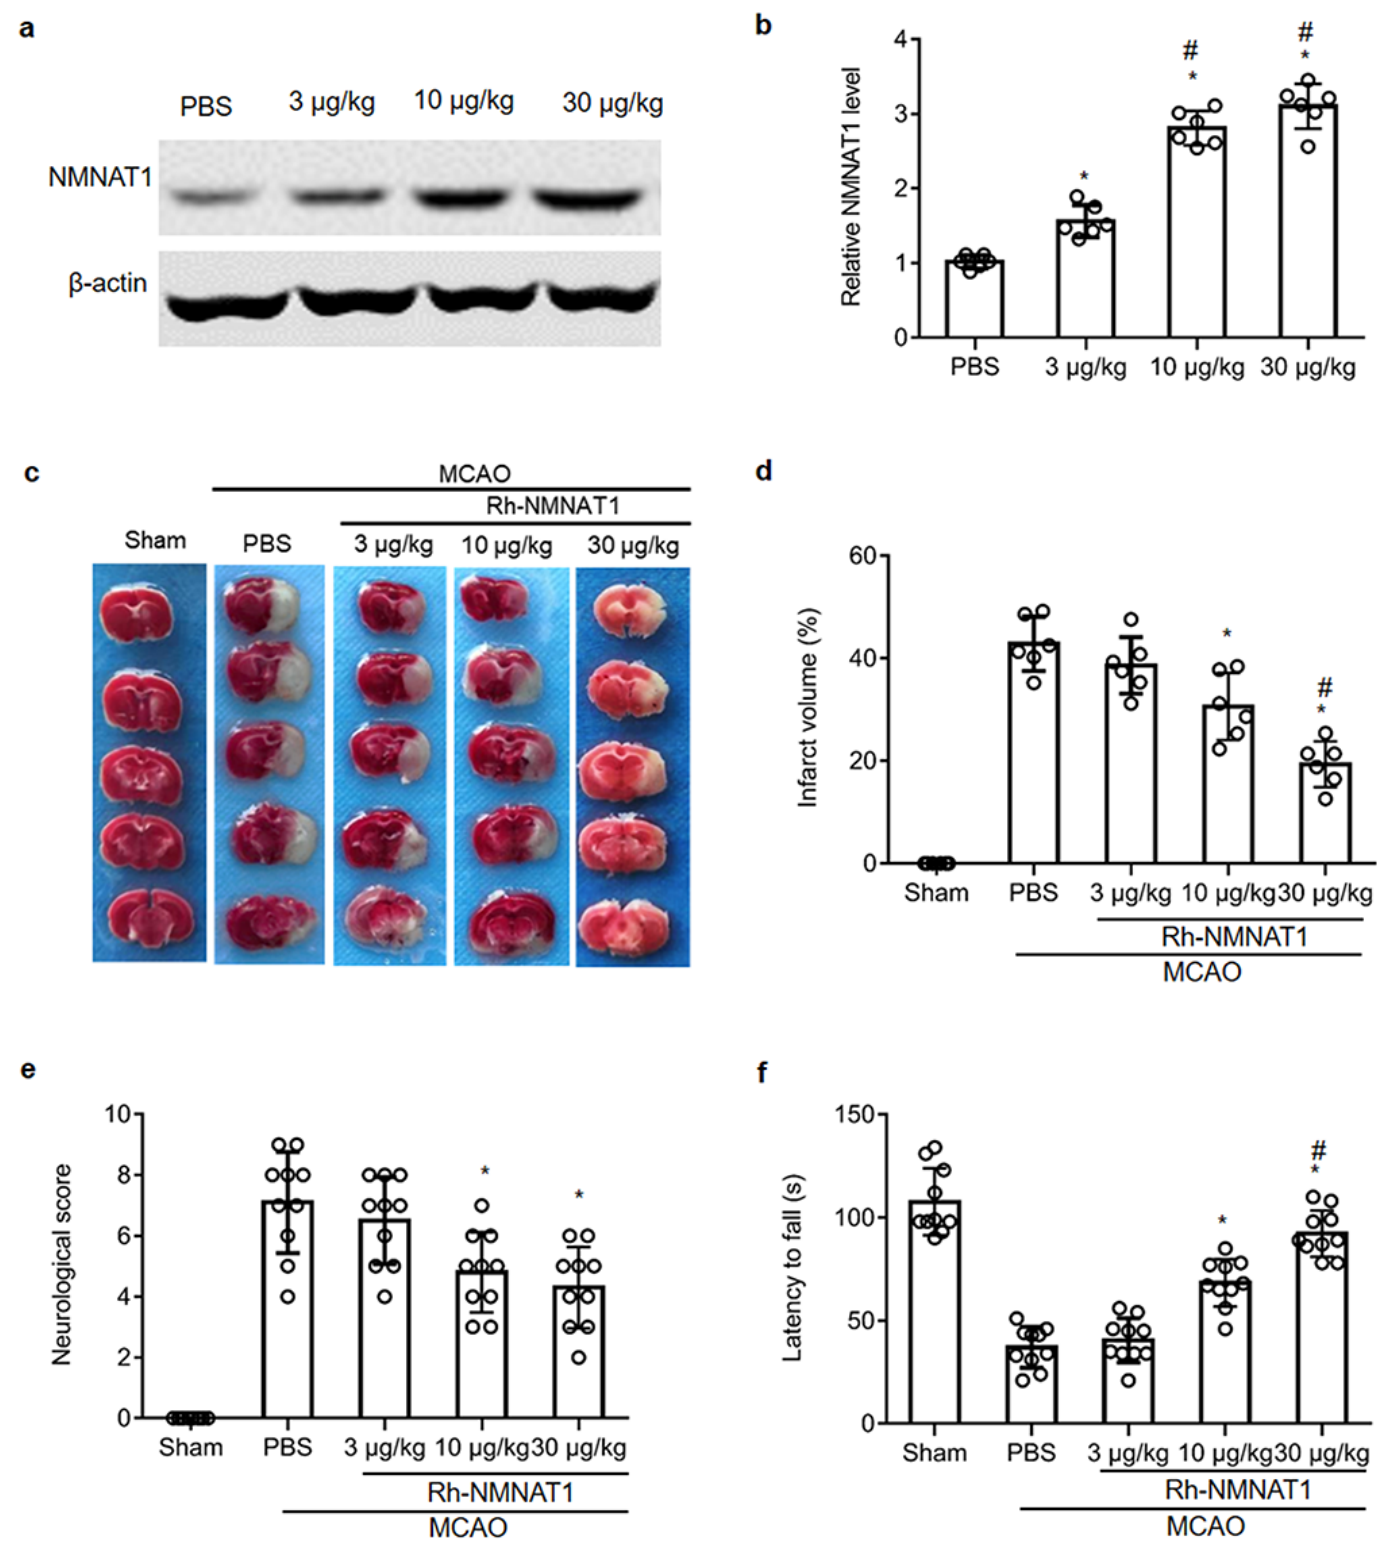 a
PBS 3 µg/kg 10 µg/kg 30 µg/kg
NMNAT1
β-actin
b
Relative NMNAT1 level
4
3
2
1
0
*
# *
# *
PBS 3 µg/kg 10 µg/kg 30 µg/kg
c
MCAO
Rh-NMNAT1
Sham PBS 3 µg/kg 10 µg/kg 30 µg/kg
d
Infarct volume (%)
60
40
20
0
*
# *
Sham PBS 3 µg/kg 10 µg/kg 30 µg/kg
Rh-NMNAT1
MCAO
e
Neurological score
10
8
6
4
2
0
*
*
Sham PBS 3 µg/kg 10 µg/kg 30 µg/kg
Rh-NMNAT1
MCAO
f
Latency to fall (s)
150
100
50
0
*
# *
Sham PBS 3 µg/kg 10 µg/kg 30 µg/kg
Rh-NMNAT1
MCAO